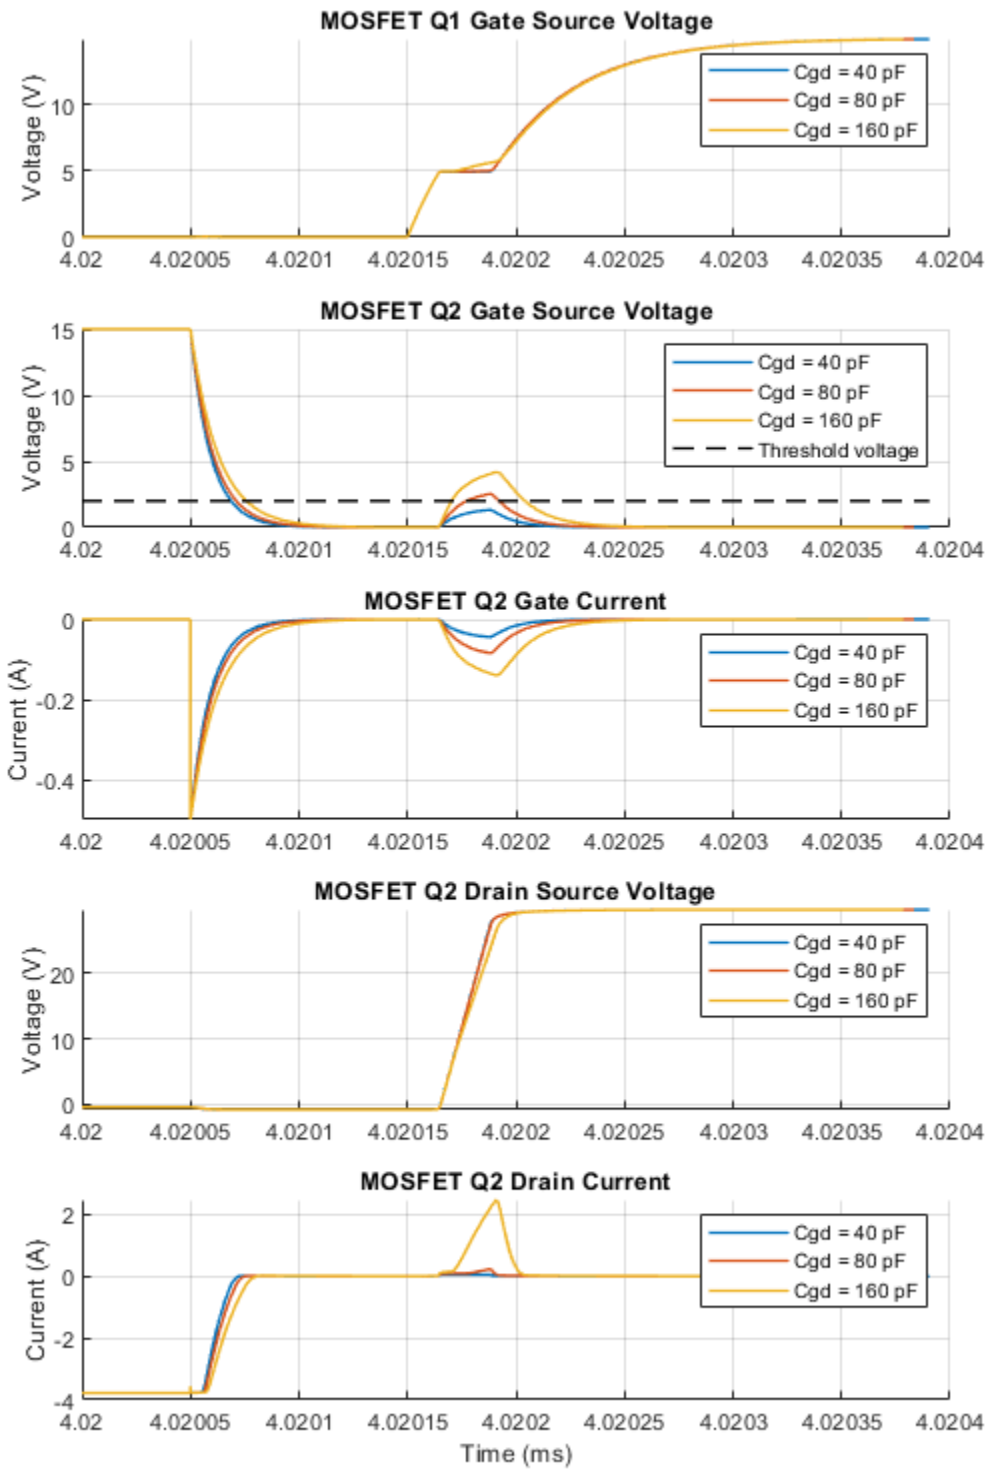 MOSFET Q1 Gate Source Voltage
Voltage (V)
10
5
0
Cgd = 40 pF
Cgd = 80 pF
Cgd = 160 pF
4.02 4.02005 4.0201 4.02015 4.0202 4.02025 4.0203 4.02035 4.0204
MOSFET Q2 Gate Source Voltage
Voltage (V)
15
10
5
0
Cgd = 40 pF
Cgd = 80 pF
Cgd = 160 pF
Threshold voltage
4.02 4.02005 4.0201 4.02015 4.0202 4.02025 4.0203 4.02035 4.0204
MOSFET Q2 Gate Current
Current (A)
0
-0.2
-0.4
Cgd = 40 pF
Cgd = 80 pF
Cgd = 160 pF
4.02 4.02005 4.0201 4.02015 4.0202 4.02025 4.0203 4.02035 4.0204
MOSFET Q2 Drain Source Voltage
Voltage (V)
20
10
0
Cgd = 40 pF
Cgd = 80 pF
Cgd = 160 pF
4.02 4.02005 4.0201 4.02015 4.0202 4.02025 4.0203 4.02035 4.0204
MOSFET Q2 Drain Current
Current (A)
2
0
-2
-4
Cgd = 40 pF
Cgd = 80 pF
Cgd = 160 pF
4.02 4.02005 4.0201 4.02015 4.0202 4.02025 4.0203 4.02035 4.0204
Time (ms)